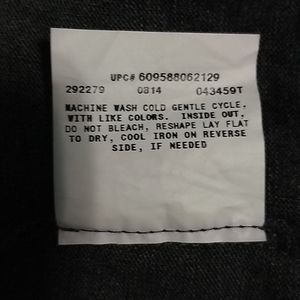 UPC# 609588062129
292279 0814 043459T
MACHINE WASH COLD GENTLE CYCLE.
WITH LIKE COLORS. INSIDE OUT,
DO NOT BLEACH, RESHAPE LAY FLAT
TO DRY, COOL IRON ON REVERSE
SIDE, IF NEEDED